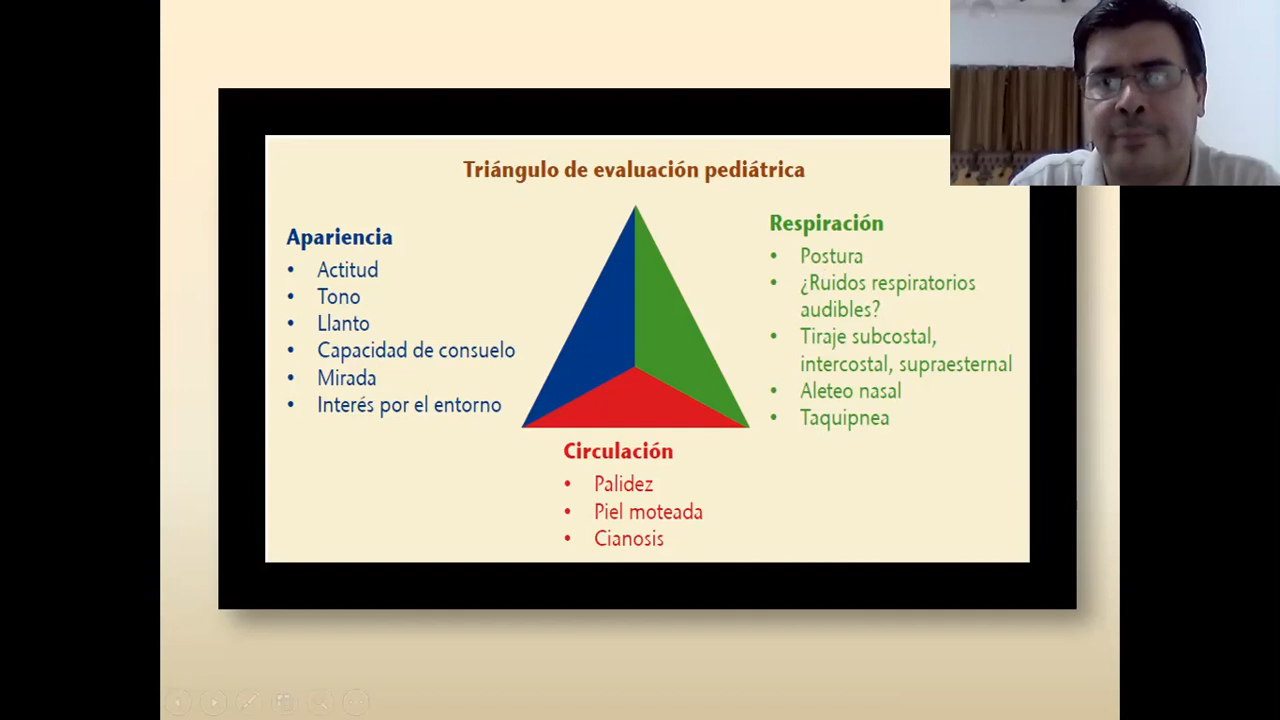 Triángulo de evaluación pediátrica
Apariencia
• Actitud
• Tono
• Llanto
• Capacidad de consuelo
• Mirada
• Interés por el entorno
Respiración
• Postura
• ¿Ruidos respiratorios
audibles?
• Tiraje subcostal,
intercostal, supraesternal
• Aleteo nasal
• Taquipnea
Circulación
• Palidez
• Piel moteada
• Cianosis